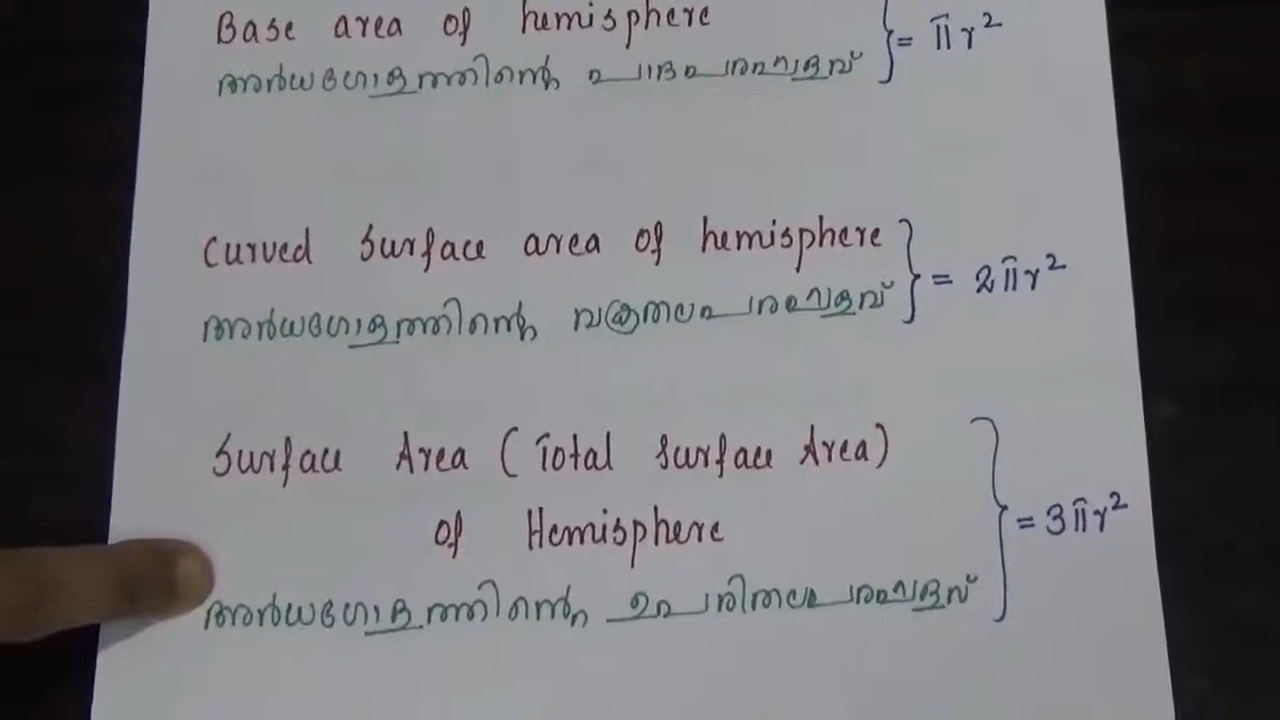 Base area of hemisphere
അർധഗോളത്തിന്റെ പാദപരപ്പളവ് } = πr²
Curved Surface area of hemisphere
അർധഗോളത്തിന്റെ വക്രതലപരപ്പളവ് } = 2πr²
Surface Area (Total Surface Area)
of Hemisphere } = 3πr²
അർധഗോളത്തിന്റെ ഉപരിതലപരപ്പളവ്